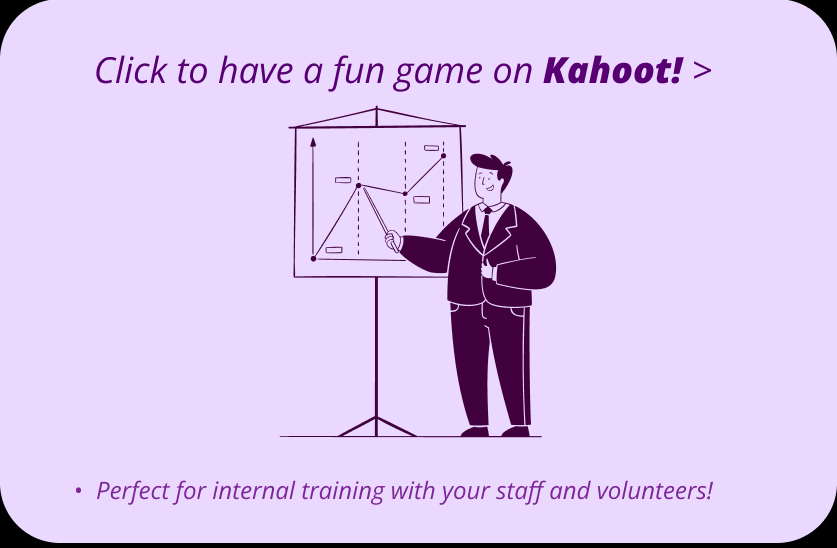 Click to have a fun game on Kahoot! >
• Perfect for internal training with your staff and volunteers!